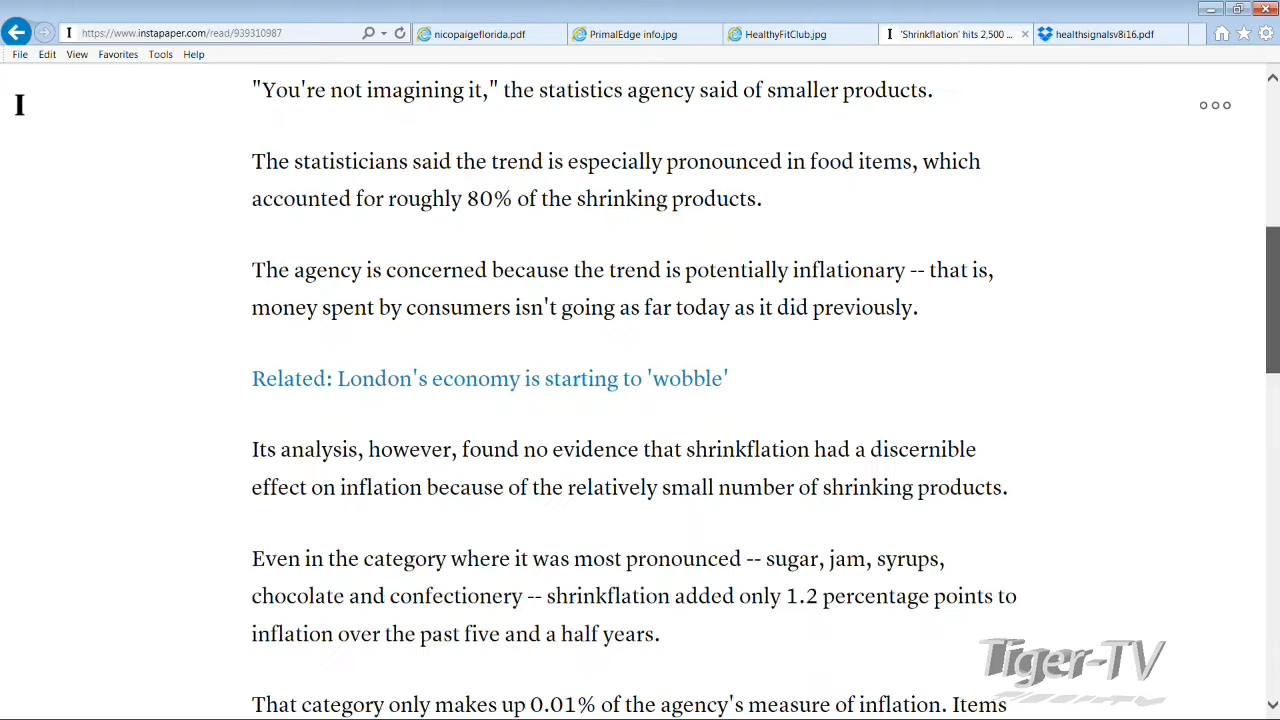 https://www.instapaper.com/read/939310987
nicopaigeflorida.pdf
PrimalEdge info.jpg
HealthyFitClub.jpg
'Shrinkflation' hits 2,500 ...
healthsignalsv8i16.pdf
File Edit View Favorites Tools Help
I
"You're not imagining it," the statistics agency said of smaller products.
The statisticians said the trend is especially pronounced in food items, which
accounted for roughly 80% of the shrinking products.
The agency is concerned because the trend is potentially inflationary -- that is,
money spent by consumers isn't going as far today as it did previously.
Related: London's economy is starting to 'wobble'
Its analysis, however, found no evidence that shrinkflation had a discernible
effect on inflation because of the relatively small number of shrinking products.
Even in the category where it was most pronounced -- sugar, jam, syrups,
chocolate and confectionery -- shrinkflation added only 1.2 percentage points to
inflation over the past five and a half years.
That category only makes up 0.01% of the agency's measure of inflation. Items
Tiger-TV